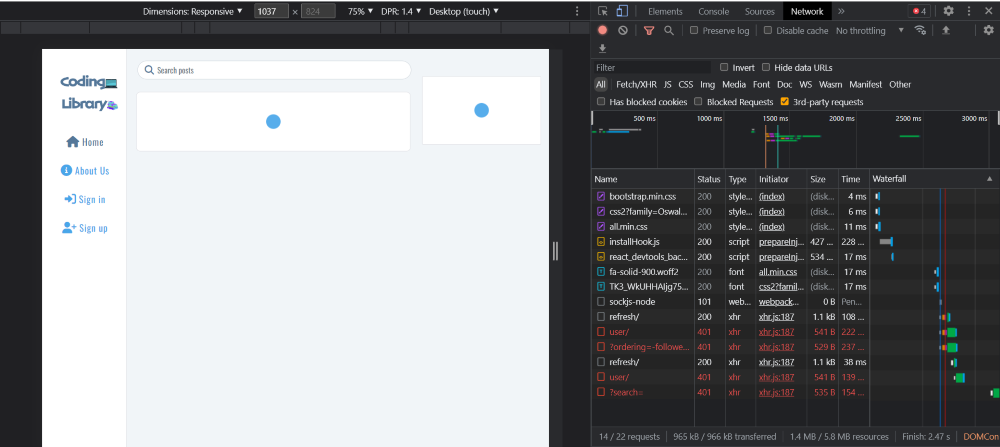 Dimensions: Responsive ▼ 1037 × 824 75% ▼ DPR: 1.4 ▼ Desktop (touch) ▼
Elements Console Sources Network » 4
Preserve log Disable cache No throttling ▼
Filter Invert Hide data URLs
All Fetch/XHR JS CSS Img Media Font Doc WS Wasm Manifest Other
Has blocked cookies Blocked Requests 3rd-party requests
500 ms 1000 ms 1500 ms 2000 ms 2500 ms 3000 ms
Name Status Type Initiator Size Time Waterfall
bootstrap.min.css 200 style... (index) (disk... 4 ms
css2?family=Oswal... 200 style... (index) (disk... 6 ms
all.min.css 200 style... (index) (disk... 11 ms
installHook.js 200 script prepareInj... 427 ... 228 ...
react_devtools_bac... 200 script prepareInj... 534 ... 17 ms
fa-solid-900.woff2 200 font all.min.css (disk... 17 ms
TK3_WkUHHAIjg75... 200 font css2?famil... (disk... 17 ms
sockjs-node 101 web... webpack... 0 B Pen...
refresh/ 200 xhr xhr.js:187 1.1 kB 108 ...
user/ 401 xhr xhr.js:187 541 B 222 ...
?ordering=-followe... 401 xhr xhr.js:187 529 B 237 ...
refresh/ 200 xhr xhr.js:187 1.1 kB 38 ms
user/ 401 xhr xhr.js:187 541 B 139 ...
?search= 401 xhr xhr.js:187 535 B 154 ...
14 / 22 requests 965 kB / 966 kB transferred 1.4 MB / 5.8 MB resources Finish: 2.47 s DOMCon
Coding
Library
Home
About Us
Sign in
Sign up
Search posts